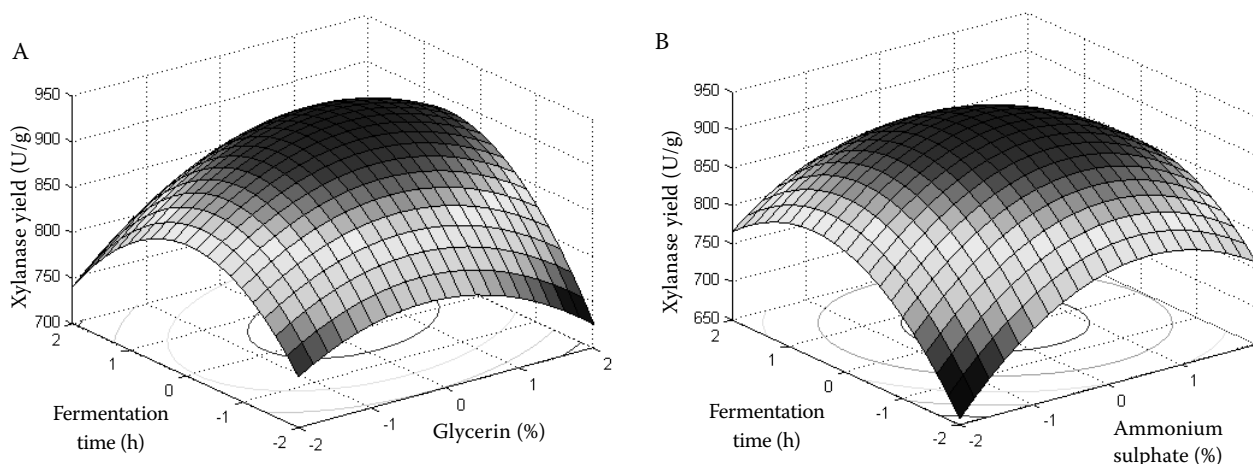 A
Xylanase yield (U/g)
950
900
850
800
750
700
2
1
0
-1
-2
Fermentation
time (h)
-2
-1
0
1
2
Glycerin (%)
B
Xylanase yield (U/g)
950
900
850
800
750
700
650
2
1
0
-1
-2
Fermentation
time (h)
-2
-1
0
1
Ammonium
sulphate (%)